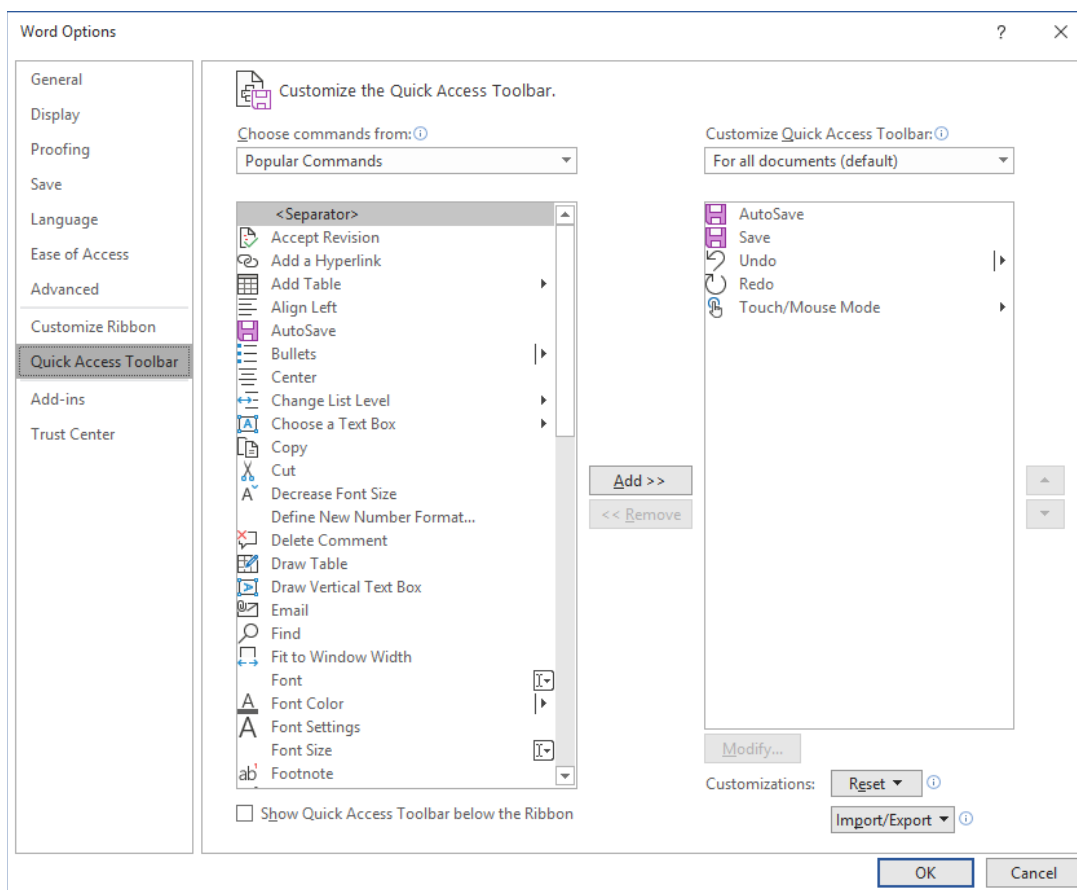 Word Options
?
General
Display
Proofing
Save
Language
Ease of Access
Advanced
Customize Ribbon
Quick Access Toolbar
Add-ins
Trust Center
Customize the Quick Access Toolbar.
Choose commands from:
Popular Commands
<Separator>
Accept Revision
Add a Hyperlink
Add Table
Align Left
AutoSave
Bullets
Center
Change List Level
Choose a Text Box
Copy
Cut
Decrease Font Size
Define New Number Format...
Delete Comment
Draw Table
Draw Vertical Text Box
Email
Find
Fit to Window Width
Font
Font Color
Font Settings
Font Size
Footnote
Show Quick Access Toolbar below the Ribbon
Add >>
<< Remove
Customize Quick Access Toolbar:
For all documents (default)
AutoSave
Save
Undo
Redo
Touch/Mouse Mode
Modify...
Customizations:
Reset
Import/Export
OK
Cancel